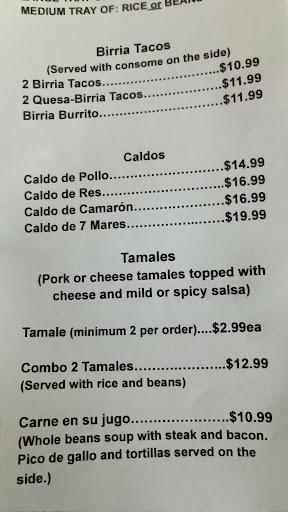 MEDIUM TRAY OF: RICE or BEANS
Birria Tacos
(Served with consome on the side)
2 Birria Tacos........................$10.99
2 Quesa-Birria Tacos................$11.99
Birria Burrito.........................$11.99
Caldos
Caldo de Pollo........................$14.99
Caldo de Res..........................$16.99
Caldo de Camarón...................$16.99
Caldo de 7 Mares....................$19.99
Tamales
(Pork or cheese tamales topped with
cheese and mild or spicy salsa)
Tamale (minimum 2 per order)....$2.99ea
Combo 2 Tamales.....................$12.99
(Served with rice and beans)
Carne en su jugo......................$10.99
(Whole beans soup with steak and bacon.
Pico de gallo and tortillas served on the
side.)